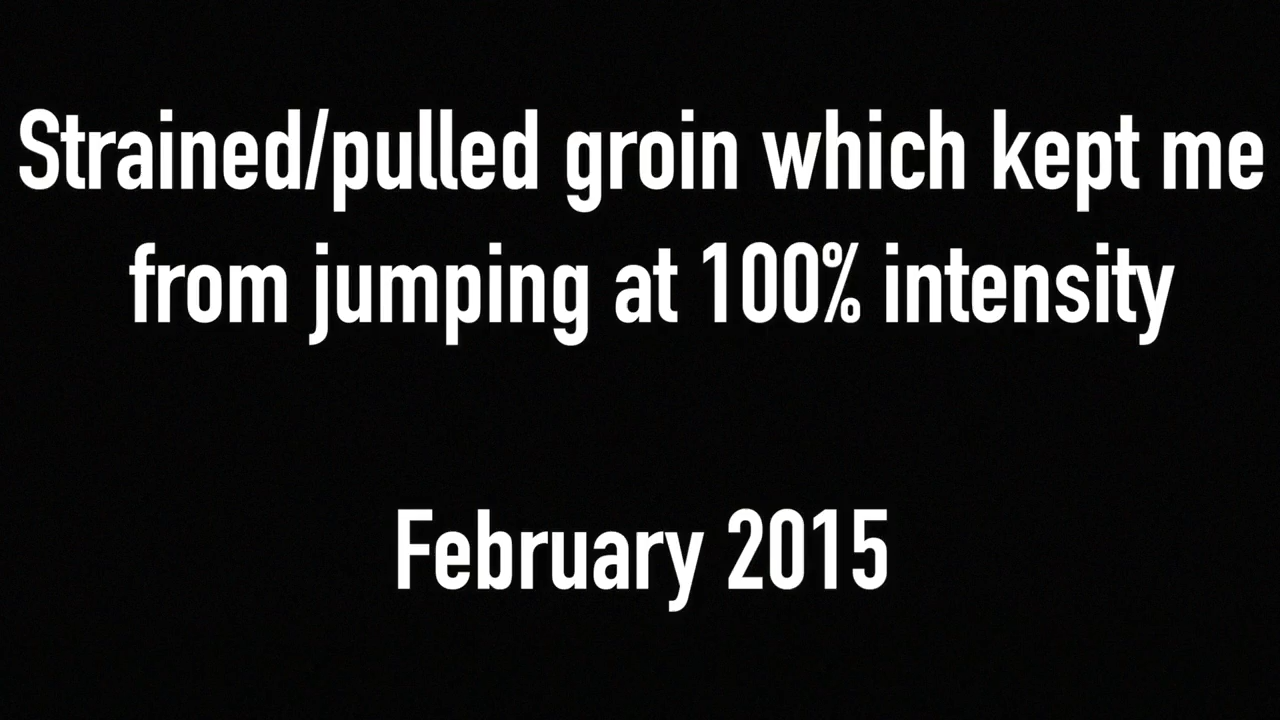 Strained/pulled groin which kept me
from jumping at 100% intensity
February 2015